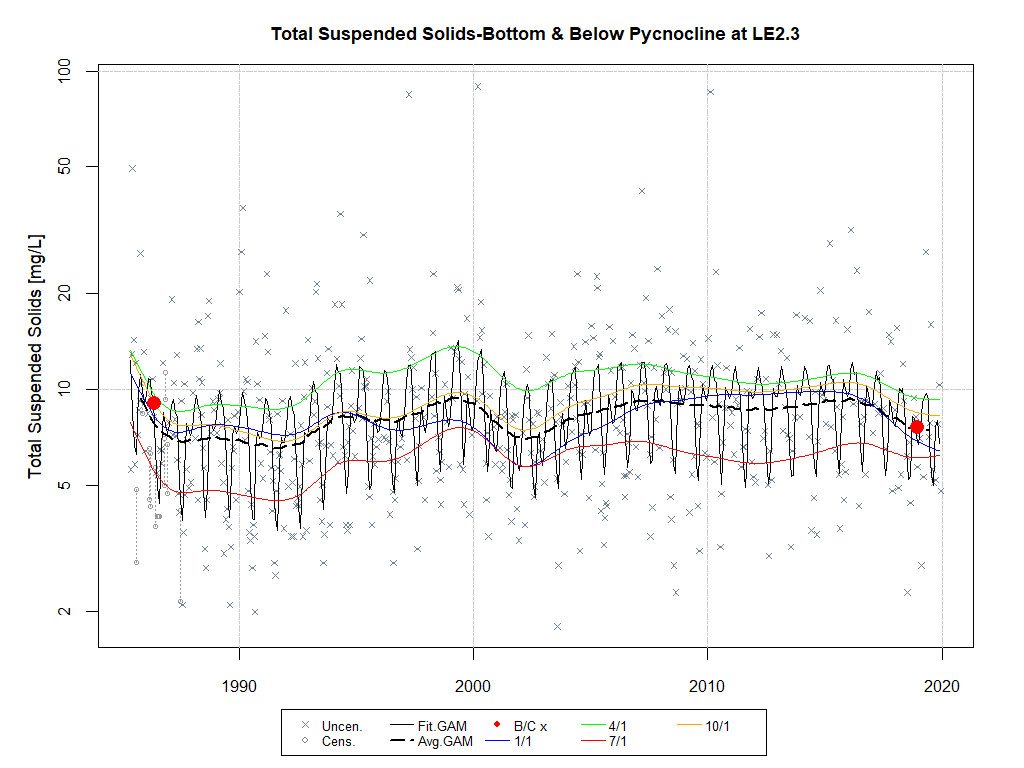 Total Suspended Solids-Bottom & Below Pycnocline at LE2.3
Total Suspended Solids [mg/L]
100
50
20
10
5
2
1990 2000 2010 2020
Uncen. Fit.GAM B/C x 4/1 10/1
Cens. Avg.GAM 1/1 7/1